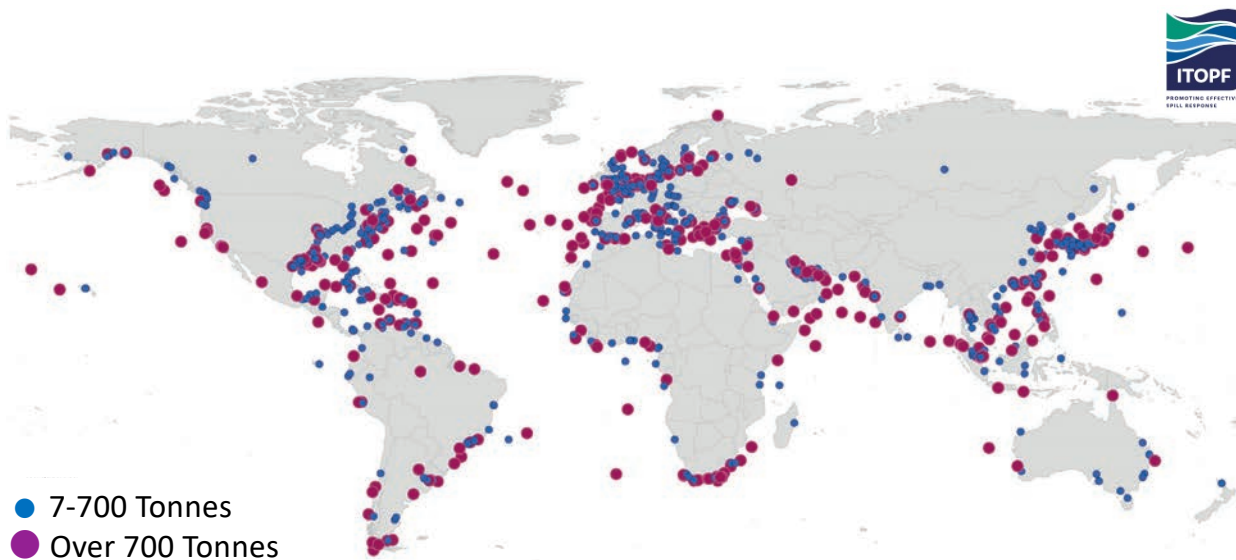 ITOPF
PROMOTING EFFECTIVE
SPILL RESPONSE
7-700 Tonnes
Over 700 Tonnes